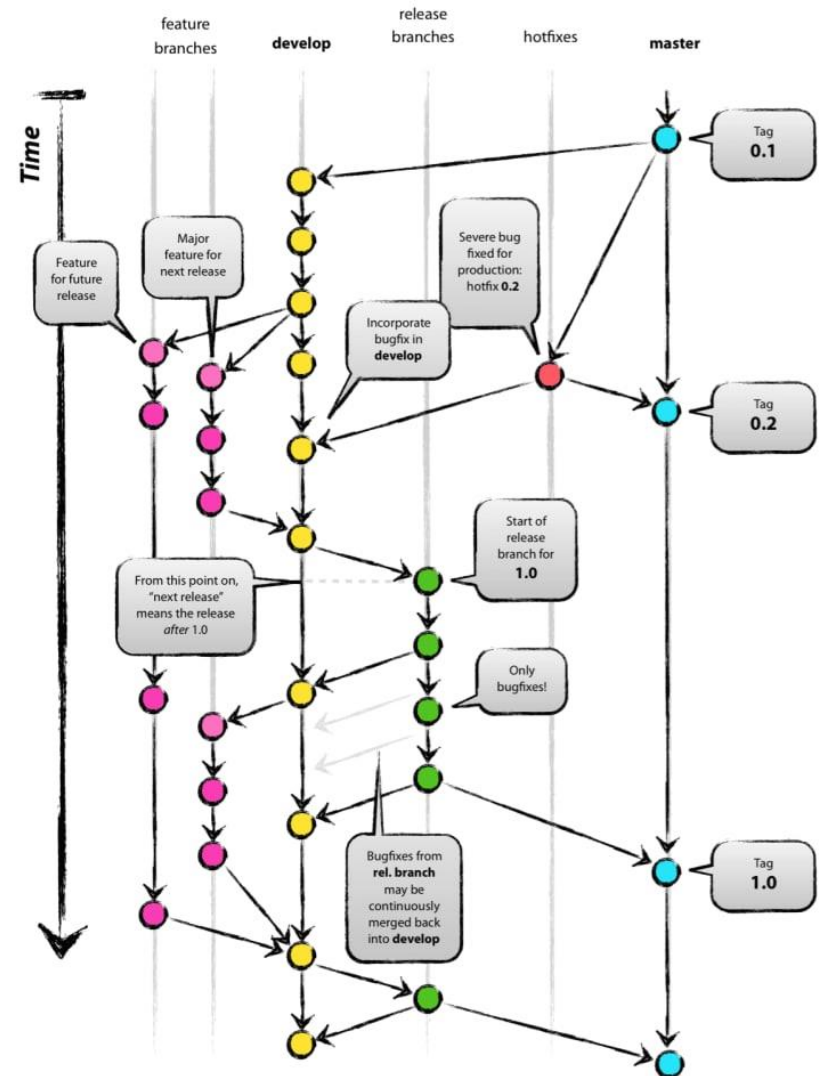 feature
branches
develop
release
branches
hotfixes
master
Time
Tag
0.1
Feature
for future
release
Major
feature for
next release
Severe bug
fixed for
production:
hotfix 0.2
Incorporate
bugfix in
develop
Tag
0.2
Start of
release
branch for
1.0
From this point on,
“next release”
means the release
after 1.0
Only
bugfixes!
Bugfixes from
rel. branch
may be
continuously
merged back
into develop
Tag
1.0